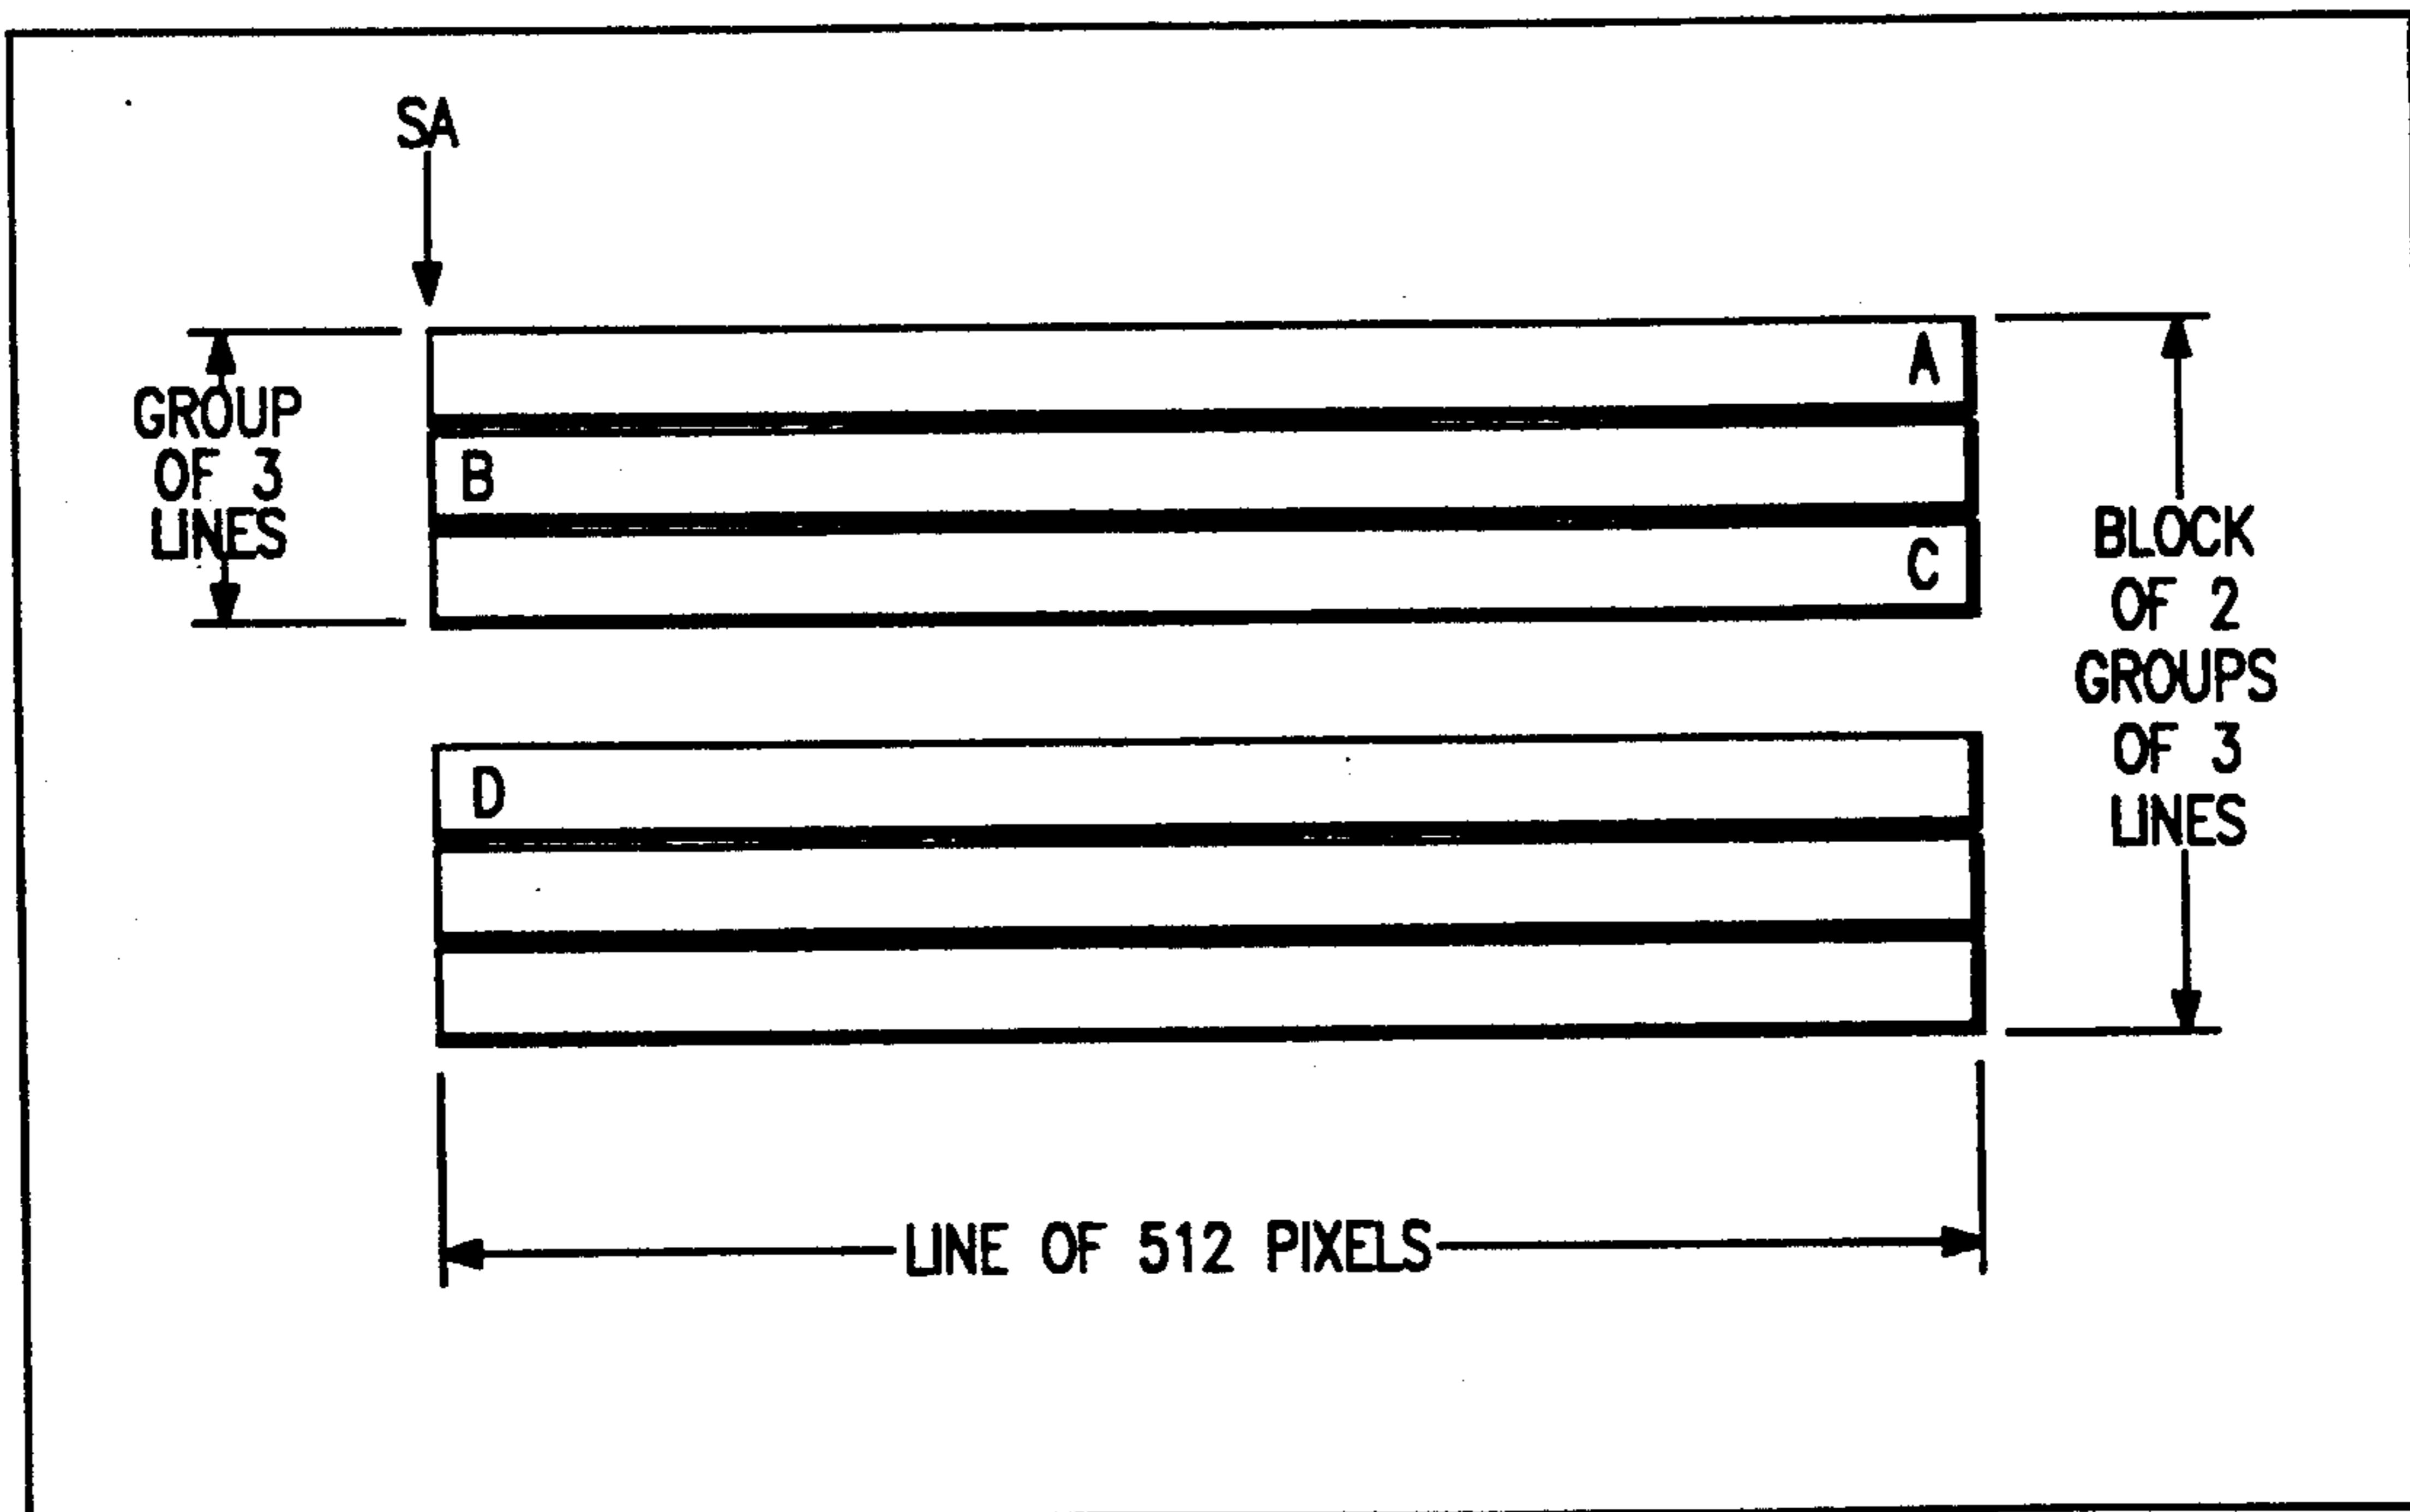 SA
A
GROUP
OF 3
LINES
B
C
BLOCK
OF 2
GROUPS
OF 3
LINES
D
LINE OF 512 PIXELS